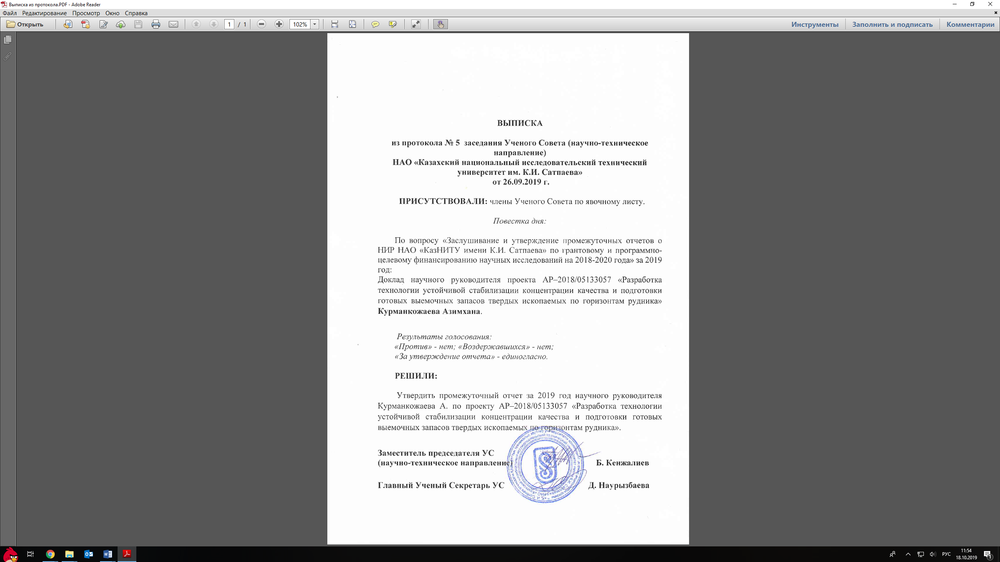 Выписка из протокола.PDF - Adobe Reader
Файл Редактирование Просмотр Окно Справка
Открыть 1 / 1 102% Инструменты Заполнить и подписать Комментарии
ВЫПИСКА
из протокола № 5 заседания Ученого Совета (научно-техническое
направление)
НАО «Казахский национальный исследовательский технический
университет им. К.И. Сатпаева»
от 26.09.2019 г.
ПРИСУТСТВОВАЛИ: члены Ученого Совета по явочному листу.
Повестка дня:
По вопросу «Заслушивание и утверждение промежуточных отчетов о
НИР НАО «КазНИТУ имени К.И. Сатпаева» по грантовому и программно-
целевому финансированию научных исследований на 2018-2020 года» за 2019
год:
Доклад научного руководителя проекта АР–2018/05133057 «Разработка
технологии устойчивой стабилизации концентрации качества и подготовки
готовых выемочных запасов твердых ископаемых по горизонтам рудника»
Курманкожаева Азимхана.
Результаты голосования:
«Против» - нет; «Воздержавшихся» - нет;
«За утверждение отчета» - единогласно.
РЕШИЛИ:
Утвердить промежуточный отчет за 2019 год научного руководителя
Курманкожаева А. по проекту АР–2018/05133057 «Разработка технологии
устойчивой стабилизации концентрации качества и подготовки готовых
выемочных запасов твердых ископаемых по горизонтам рудника».
Заместитель председателя УС
(научно-техническое направление) Б. Кенжалиев
Главный Ученый Секретарь УС Д. Наурызбаева
РУС
11:54
18.10.2019
1